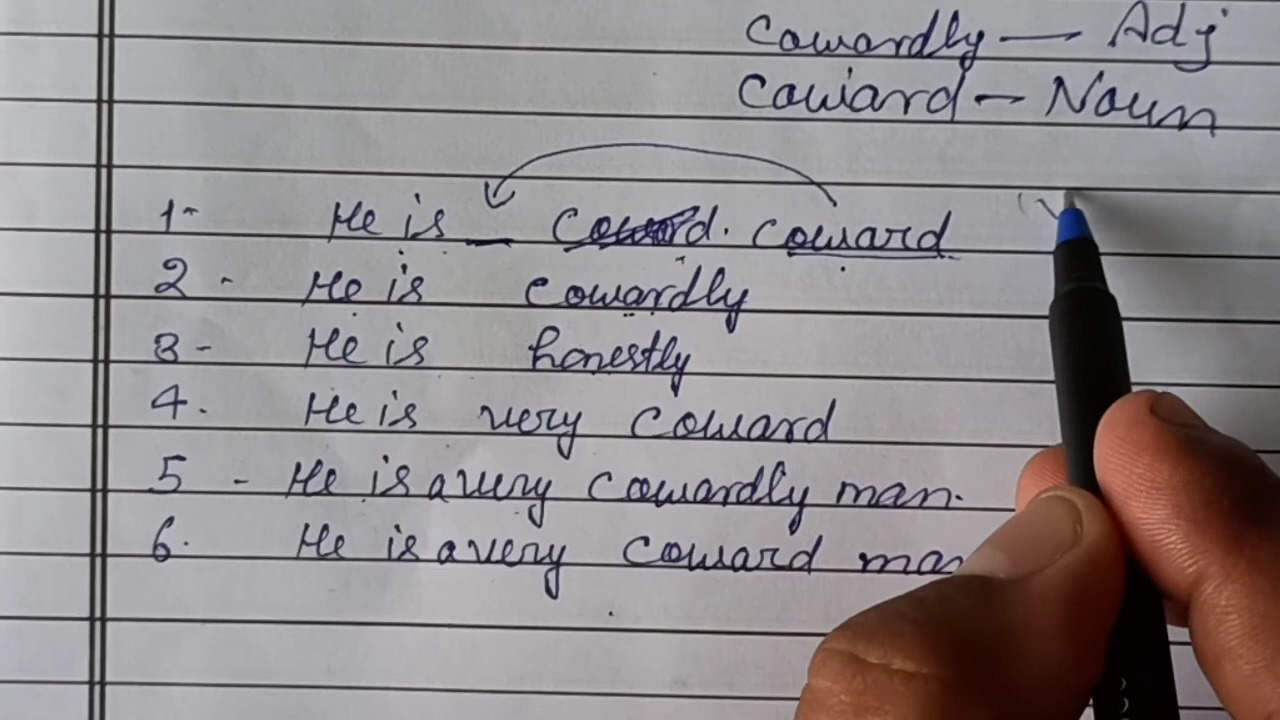 Cowardly — Adj
Coward - Noun
1- He is _ Coward. Coward
2 - He is cowardly
3 - He is honestly
4. He is very Coward
5 - He is a very Cowardly man.
6. He is a very Coward man